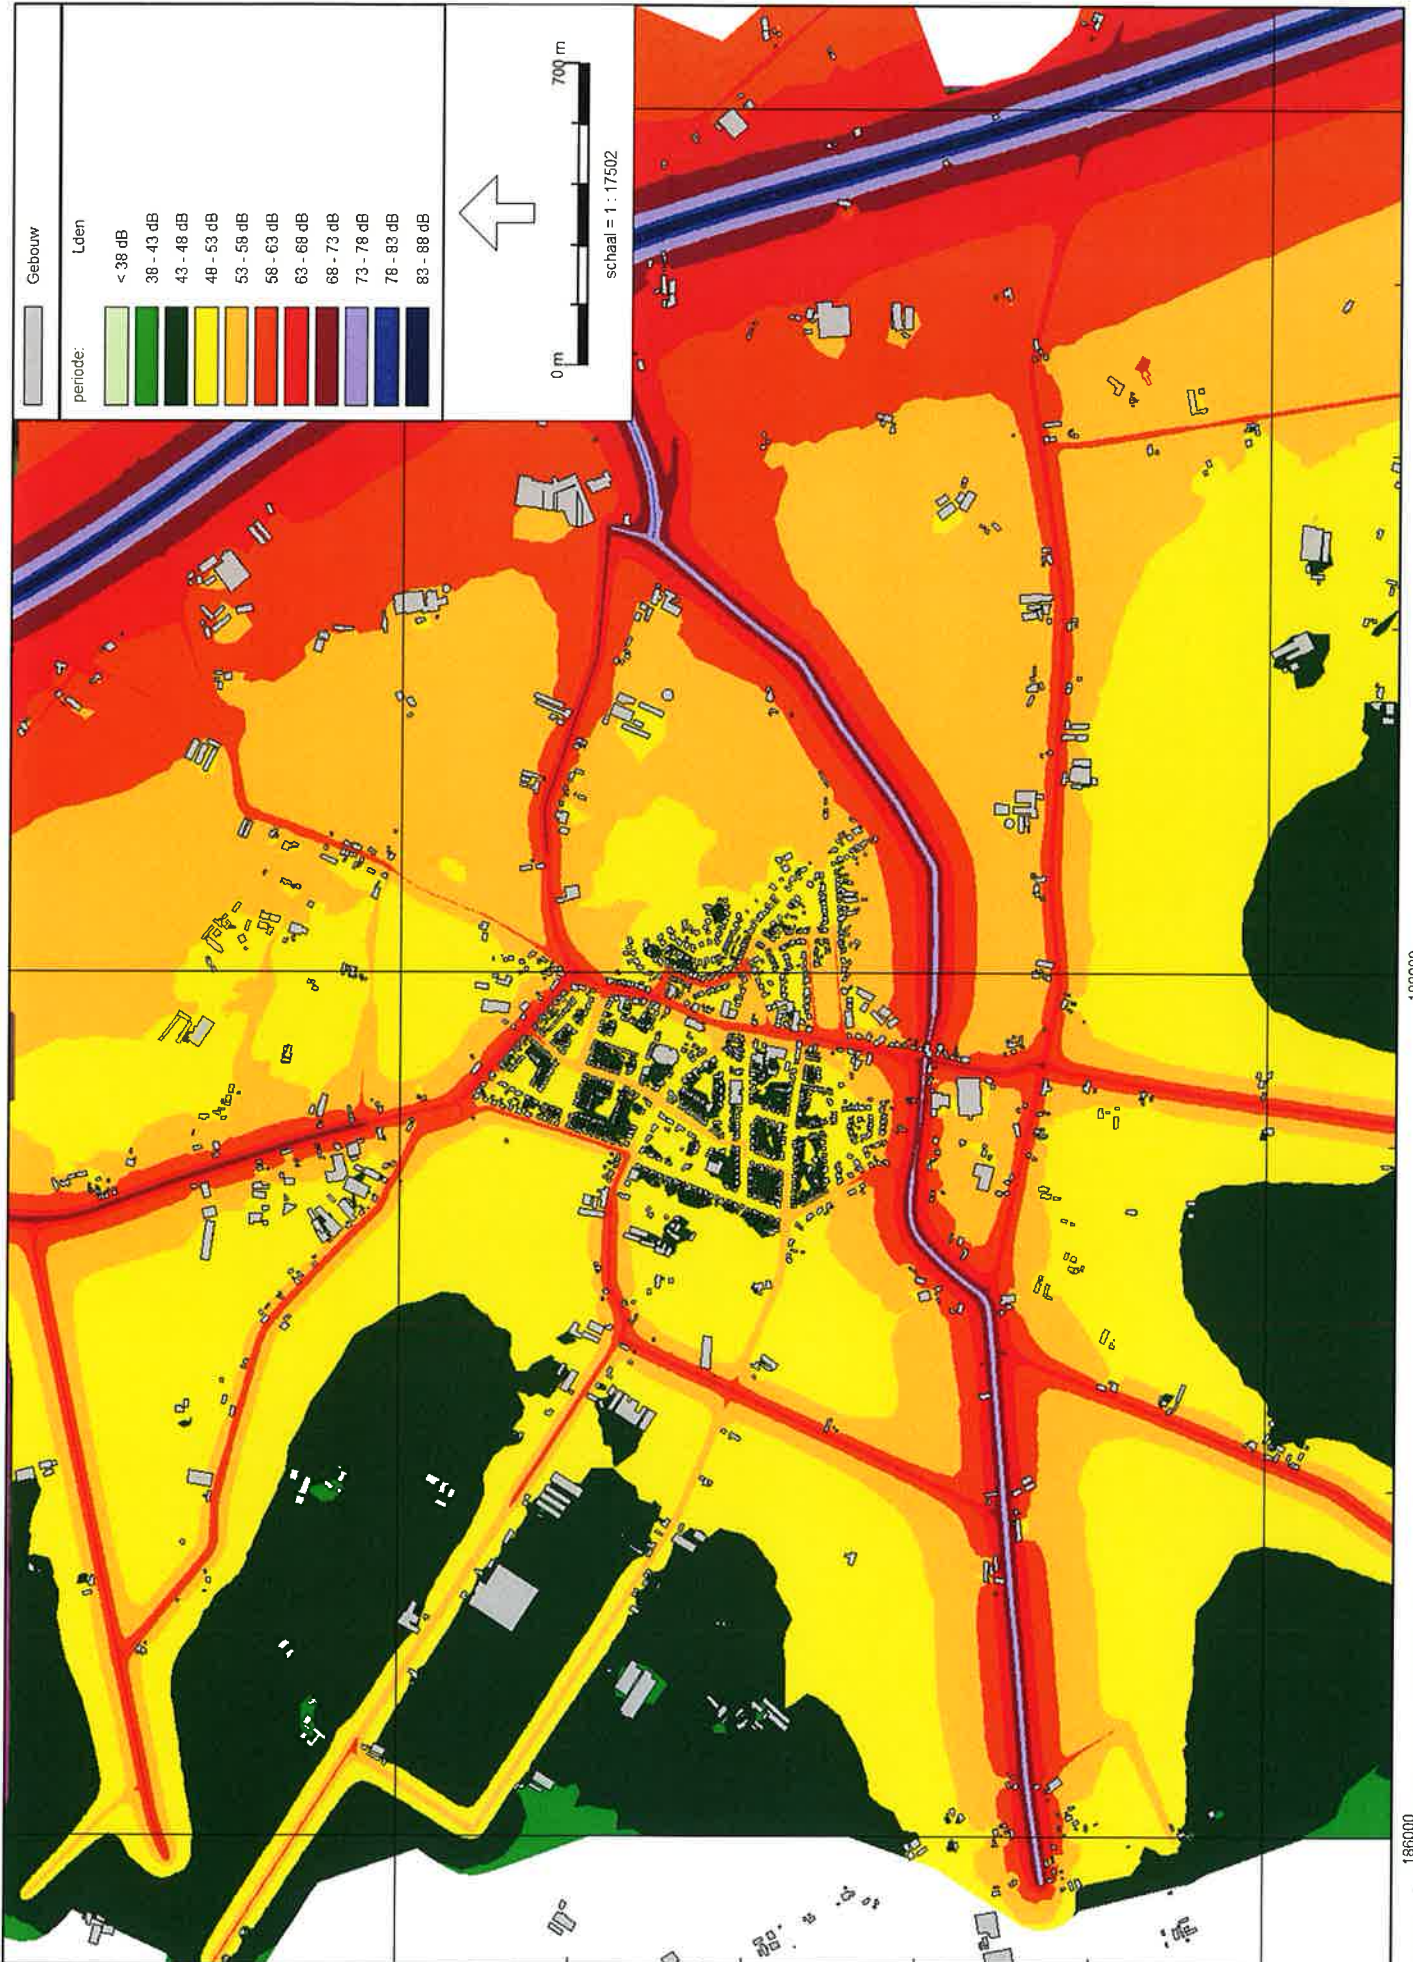 Gebouw
periode:
Lden
< 38 dB
38 - 43 dB
43 - 48 dB
48 - 53 dB
53 - 58 dB
58 - 63 dB
63 - 68 dB
68 - 73 dB
73 - 78 dB
78 - 83 dB
83 - 88 dB
0 m
700 m
schaal = 1 : 17502
186000